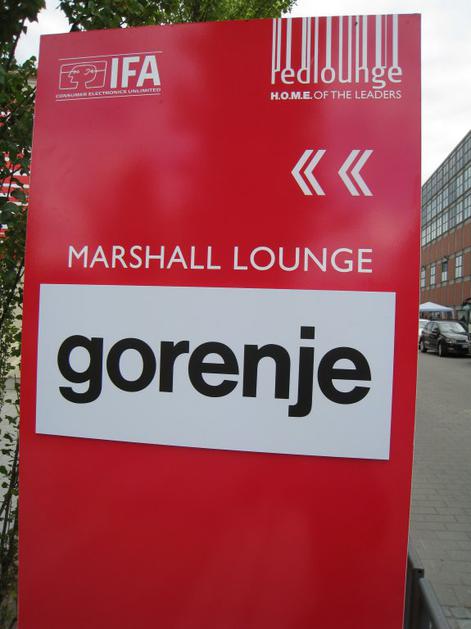 IFA
CONSUMER ELECTRONICS UNLIMITED
redlounge
H.O.M.E. OF THE LEADERS
MARSHALL LOUNGE
gorenje